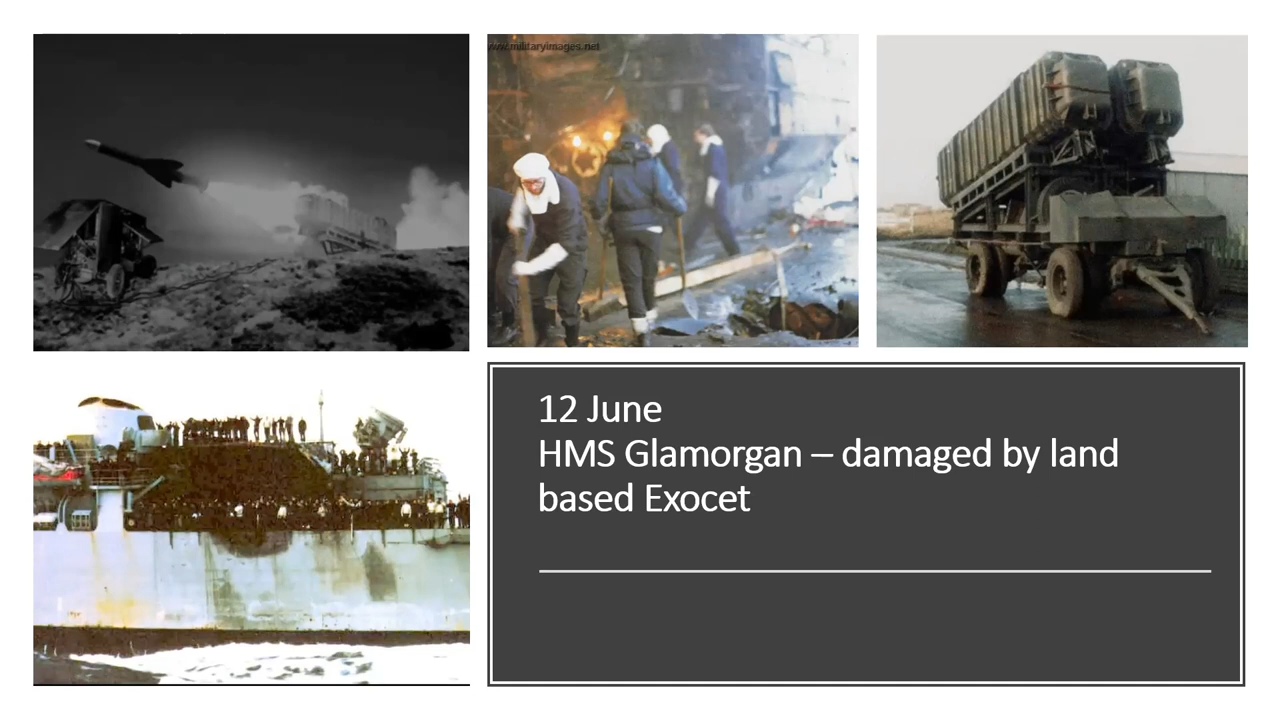 www.militaryimages.net
12 June
HMS Glamorgan – damaged by land
based Exocet